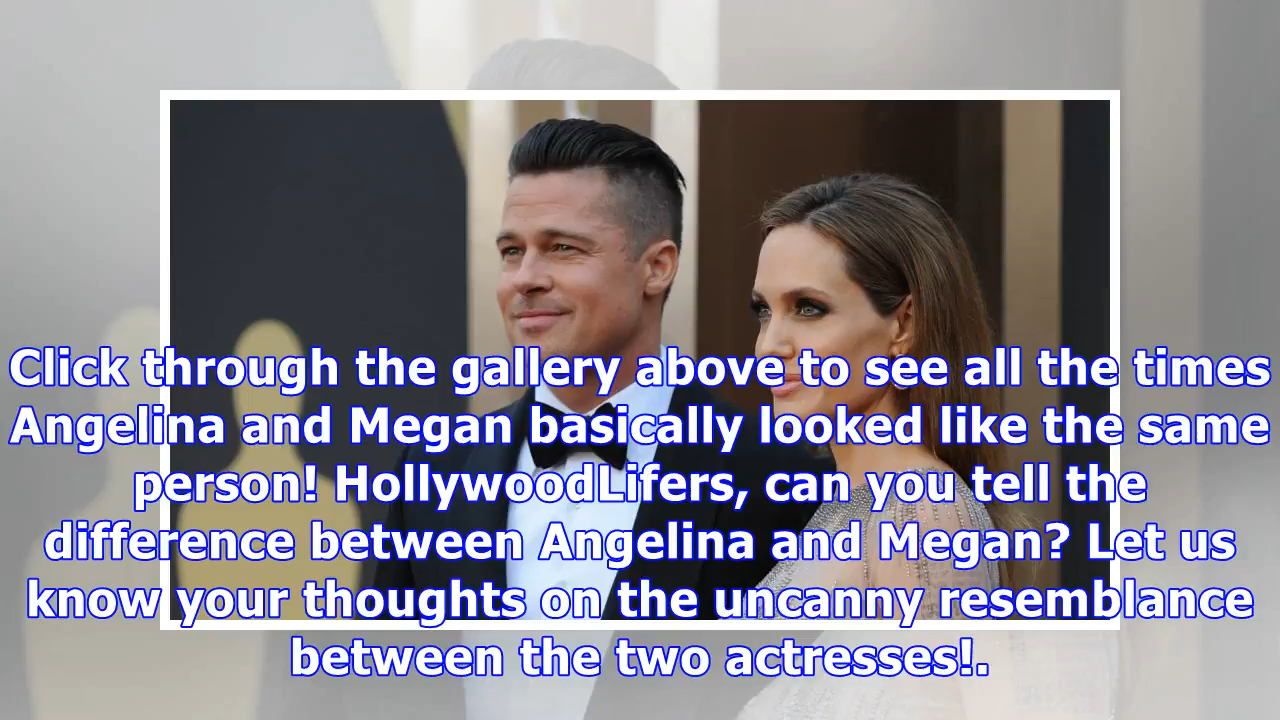 Click through the gallery above to see all the times
Angelina and Megan basically looked like the same
person! HollywoodLifers, can you tell the
difference between Angelina and Megan? Let us
know your thoughts on the uncanny resemblance
between the two actresses!.